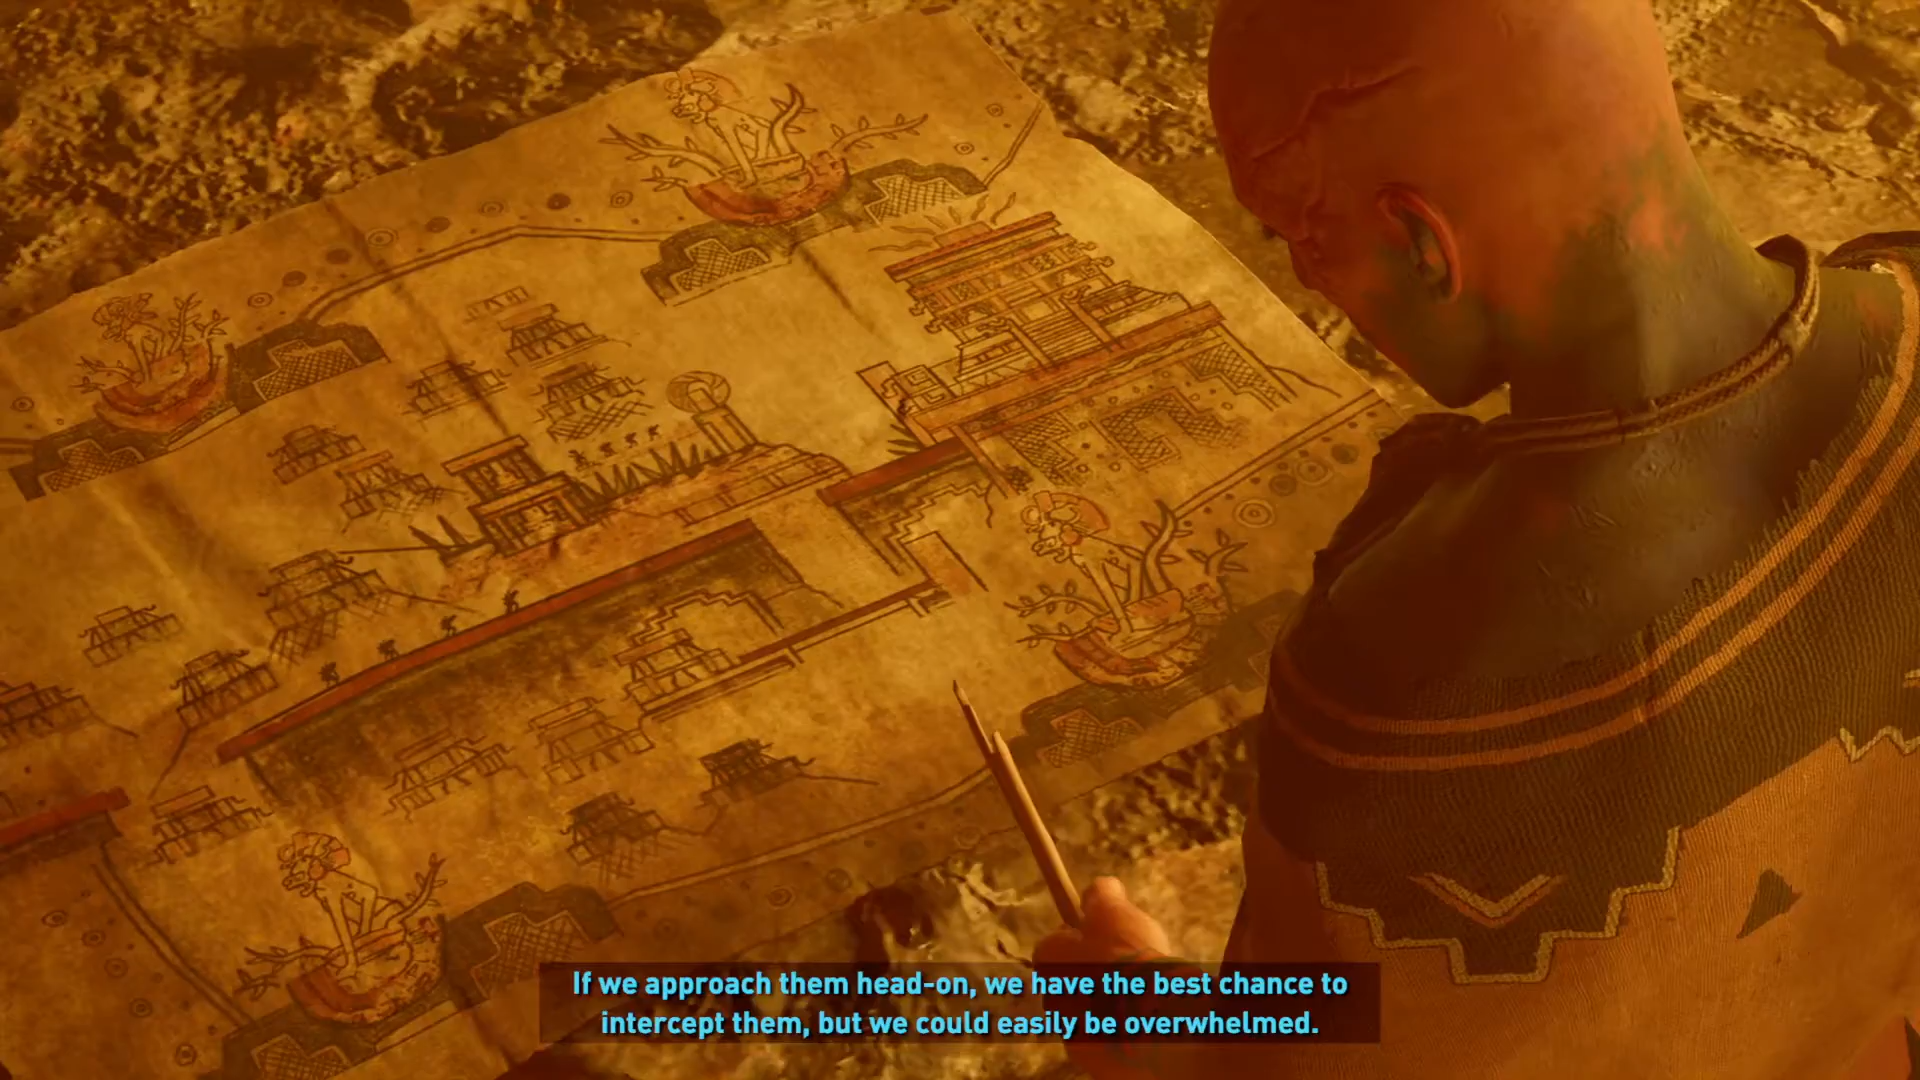 If we approach them head-on, we have the best chance to
intercept them, but we could easily be overwhelmed.